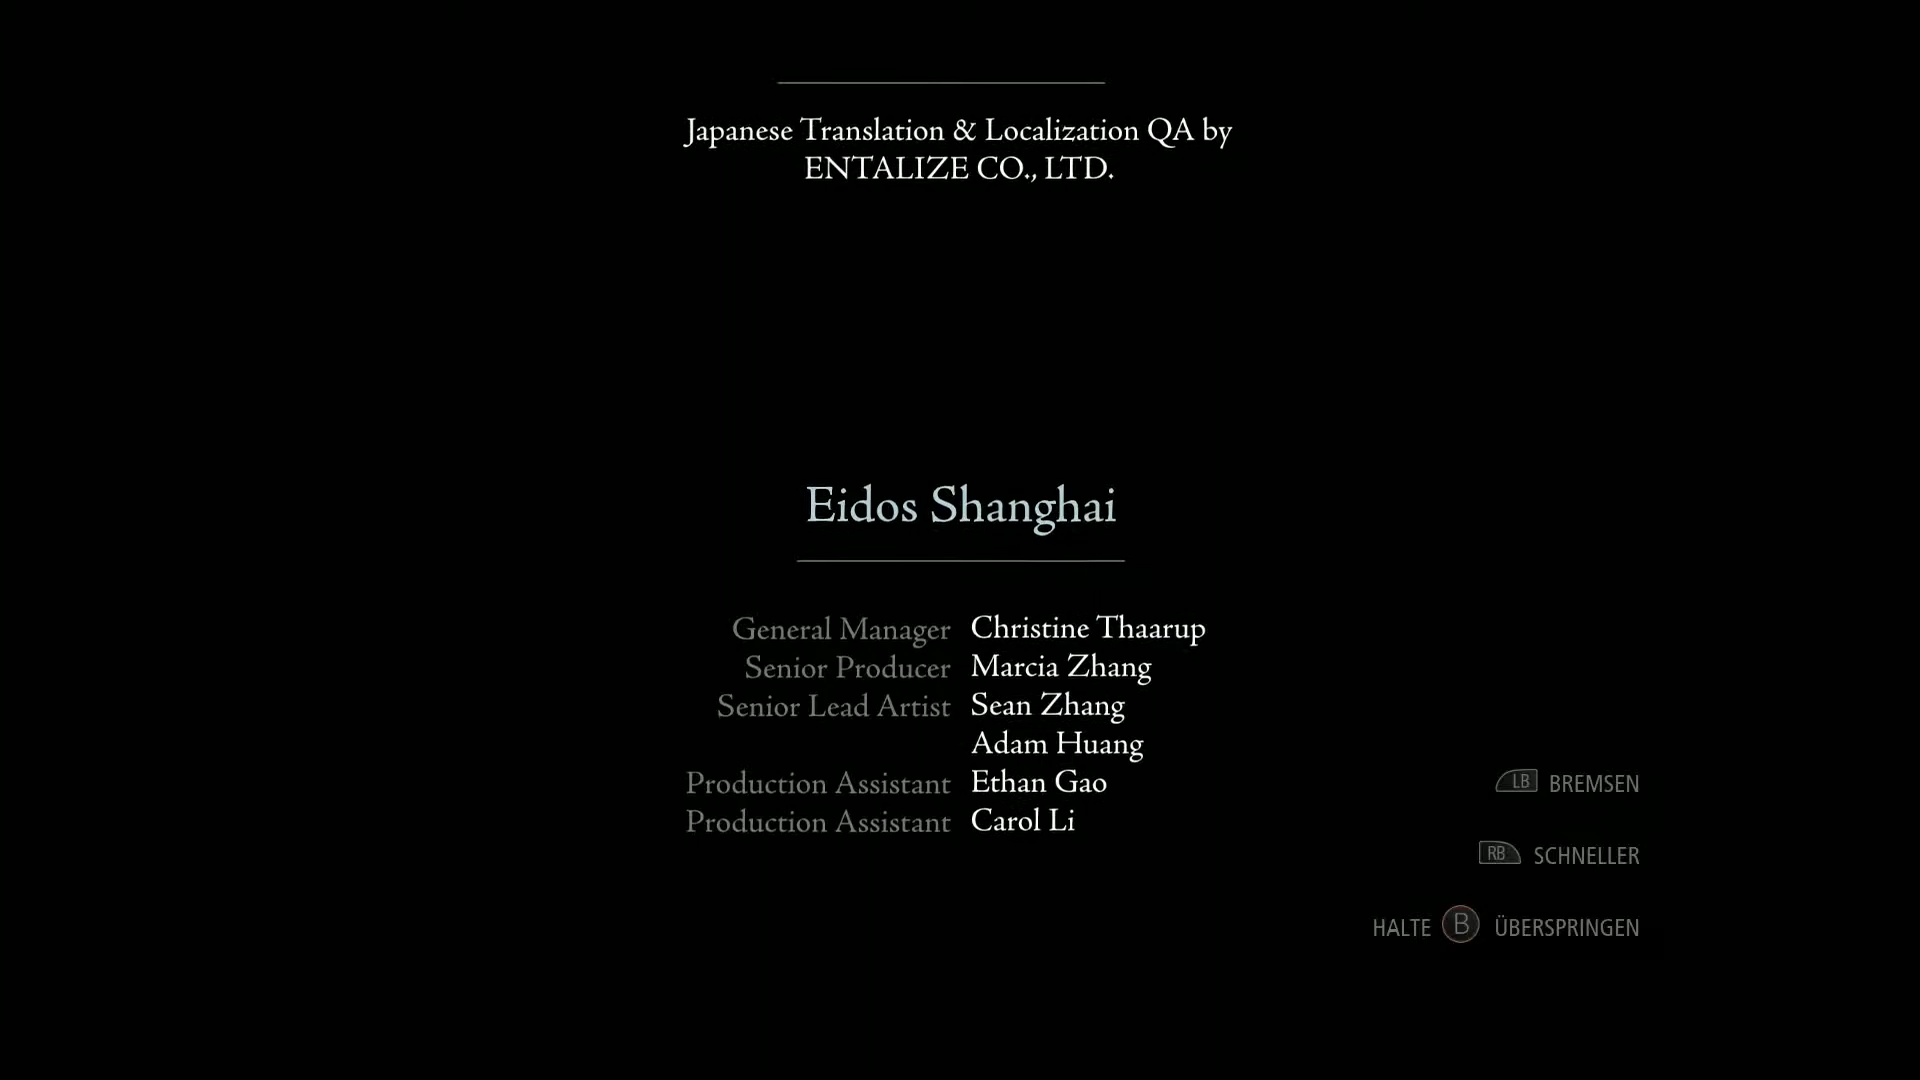 Japanese Translation & Localization QA by
ENTALIZE CO., LTD.
Eidos Shanghai
General Manager Christine Thaarup
Senior Producer Marcia Zhang
Senior Lead Artist Sean Zhang
Adam Huang
Production Assistant Ethan Gao
Production Assistant Carol Li
LB BREMSEN
RB SCHNELLER
HALTE B ÜBERSPRINGEN